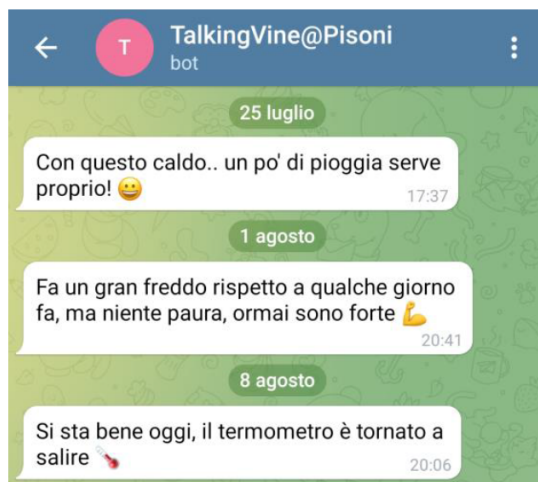 TalkingVine@Pisoni
T
bot
25 luglio
Con questo caldo.. un po' di pioggia serve
proprio! 😀
17:37
1 agosto
Fa un gran freddo rispetto a qualche giorno
fa, ma niente paura, ormai sono forte 💪
20:41
8 agosto
Si sta bene oggi, il termometro è tornato a
salire 🌡️
20:06